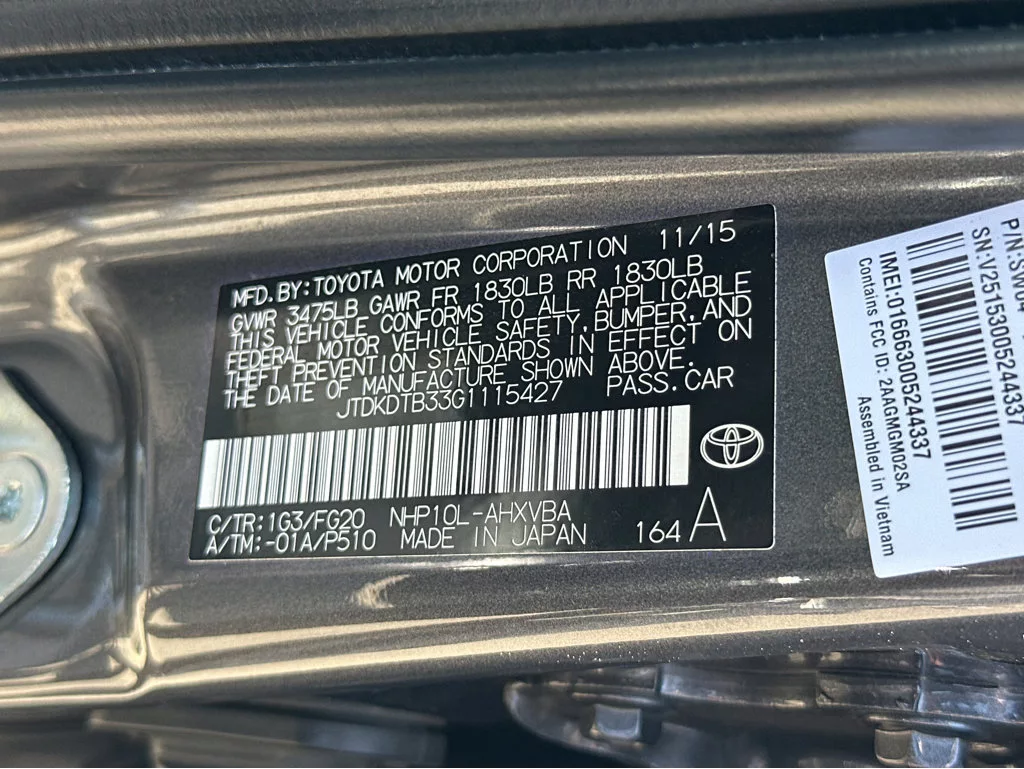 MFD.BY:TOYOTA MOTOR CORPORATION 11/15
GVWR 3475LB GAWR FR 1830LB RR 1830LB
THIS VEHICLE CONFORMS TO ALL APPLICABLE
FEDERAL MOTOR VEHICLE SAFETY,BUMPER,AND
THEFT PREVENTION STANDARDS IN EFFECT ON
THE DATE OF MANUFACTURE SHOWN ABOVE.
JTDKDTB33G1115427 PASS.CAR
C/TR:1G3/FG20 NHP10L-AHXVBA
A/TM:-01A/P510 MADE IN JAPAN 164 A
SN:V25153005244337
IMEI:016663005244337
Contains FCC ID: 2AAGMGM02SA
Assembled in Vietnam